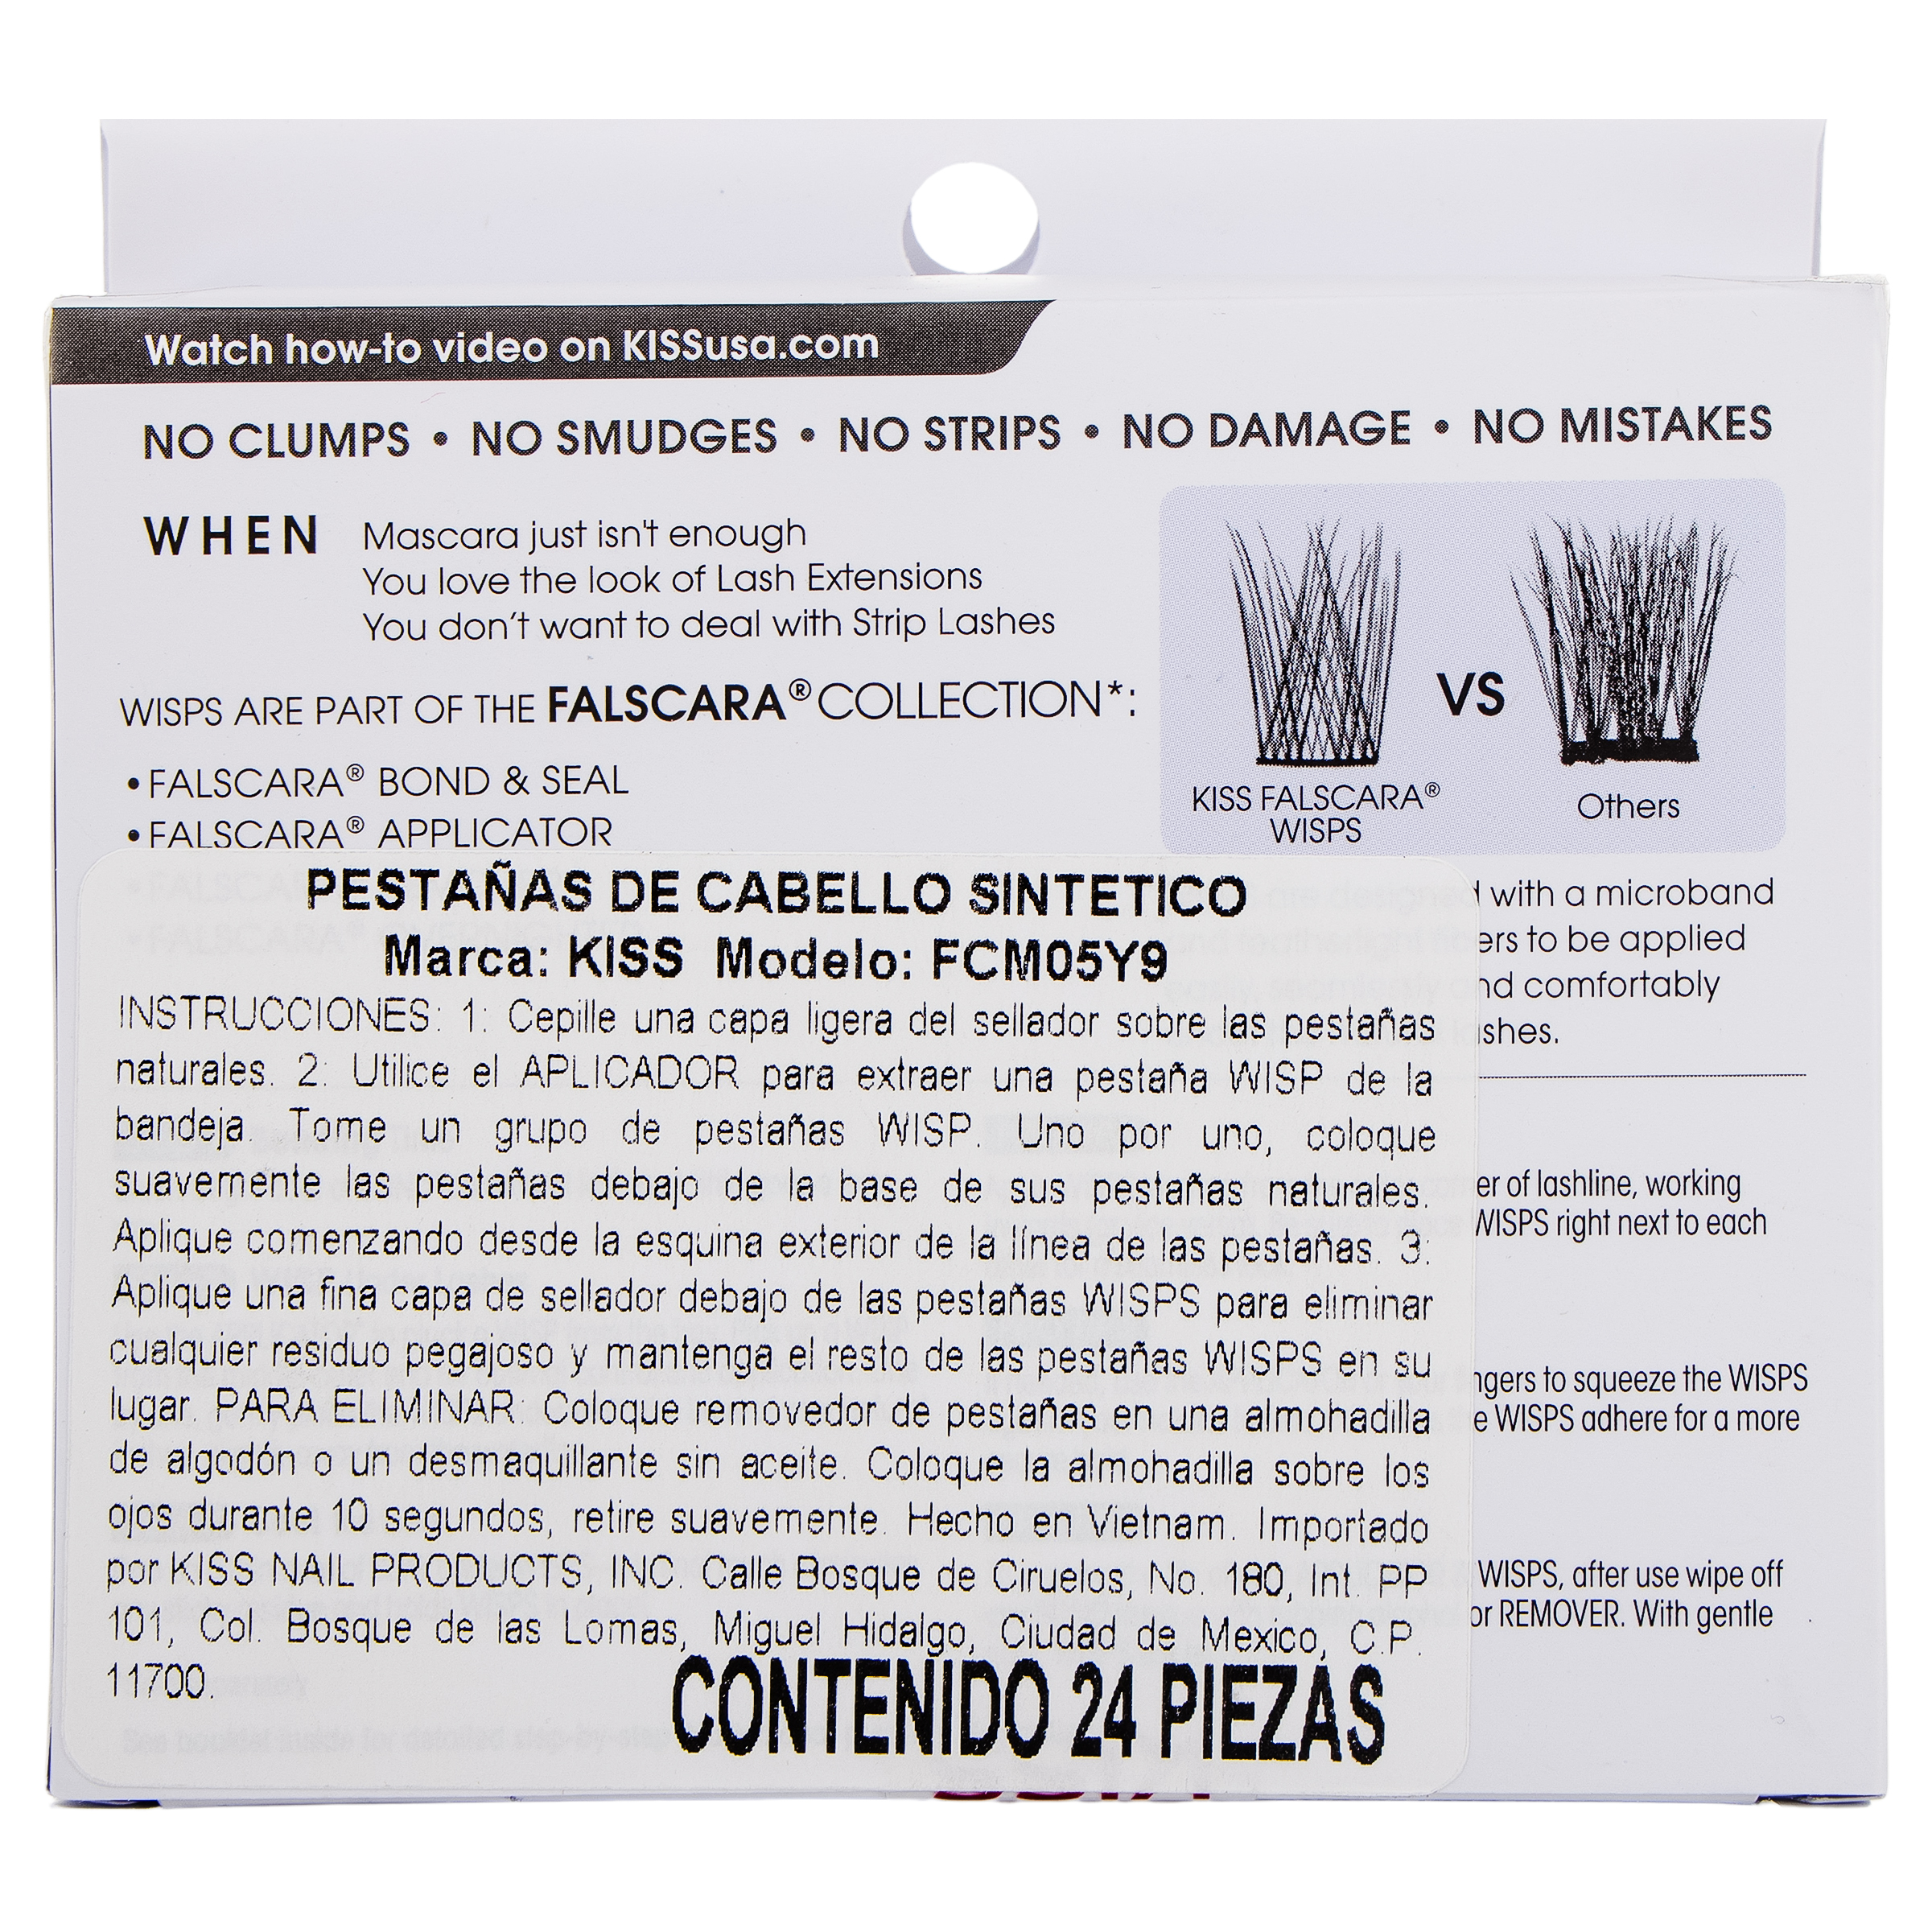 Watch how-to video on KISSusa.com
NO CLUMPS • NO SMUDGES • NO STRIPS • NO DAMAGE • NO MISTAKES
WHEN
Mascara just isn't enough
You love the look of Lash Extensions
You don't want to deal with Strip Lashes
WISPS ARE PART OF THE FALSCARA® COLLECTION*:
• FALSCARA® BOND & SEAL
• FALSCARA® APPLICATOR
VS
KISS FALSCARA®
WISPS
Others
PESTAÑAS DE CABELLO SINTETICO
Marca: KISS Modelo: FCM05Y9
INSTRUCCIONES: 1: Cepille una capa ligera del sellador sobre las pestañas
naturales. 2: Utilice el APLICADOR para extraer una pestaña WISP de la
bandeja. Tome un grupo de pestañas WISP. Uno por uno, coloque
suavemente las pestañas debajo de la base de sus pestañas naturales.
Aplique comenzando desde la esquina exterior de la línea de las pestañas. 3:
Aplique una fina capa de sellador debajo de las pestañas WISPS para eliminar
cualquier residuo pegajoso y mantenga el resto de las pestañas WISPS en su
lugar. PARA ELIMINAR: Coloque removedor de pestañas en una almohadilla
de algodón o un desmaquillante sin aceite. Coloque la almohadilla sobre los
ojos durante 10 segundos, retire suavemente. Hecho en Vietnam. Importado
por KISS NAIL PRODUCTS, INC. Calle Bosque de Ciruelos, No. 180, Int. PP
101, Col. Bosque de las Lomas, Miguel Hidalgo, Ciudad de Mexico, C.P.
11700.
CONTENIDO 24 PIEZAS
with a microband
to be applied
comfortably
of lashline, working
WISPS right next to each
to squeeze the WISPS
WISPS adhere for a more
WISPS, after use wipe off
or REMOVER. With gentle